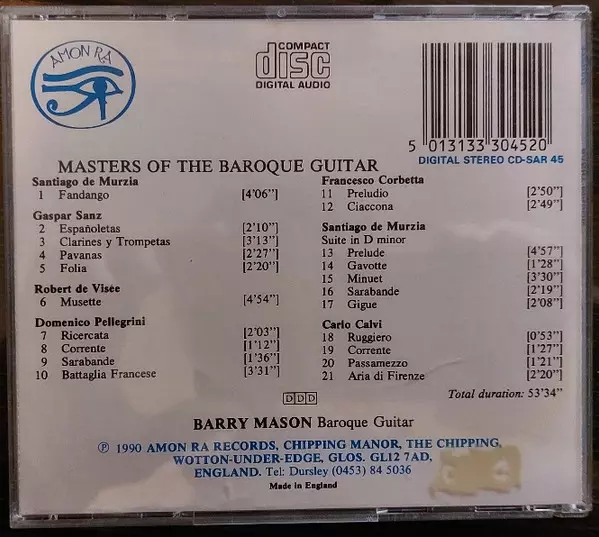 AMON RA
COMPACT
disc
DIGITAL AUDIO
5 013133 304520
DIGITAL STEREO CD-SAR 45
MASTERS OF THE BAROQUE GUITAR
Santiago de Murzia
1 Fandango [4'06"]
Gaspar Sanz
2 Españoletas [2'10"]
3 Clarines y Trompetas [3'13"]
4 Pavanas [2'27"]
5 Folia [2'20"]
Robert de Visée
6 Musette [4'54"]
Domenico Pellegrini
7 Ricercata [2'03"]
8 Corrente [1'12"]
9 Sarabande [1'36"]
10 Battaglia Francese [3'31"]
Francesco Corbetta
11 Preludio [2'50"]
12 Ciaccona [2'49"]
Santiago de Murzia
Suite in D minor
13 Prelude [4'57"]
14 Gavotte [1'28"]
15 Minuet [3'30"]
16 Sarabande [2'19"]
17 Gigue [2'08"]
Carlo Calvi
18 Ruggiero [0'53"]
19 Corrente [1'27"]
20 Passamezzo [1'21"]
21 Aria di Firenze [2'20"]
Total duration: 53'34"
DDD
BARRY MASON Baroque Guitar
℗ 1990 AMON RA RECORDS, CHIPPING MANOR, THE CHIPPING,
WOTTON-UNDER-EDGE, GLOS. GL12 7AD,
ENGLAND. Tel: Dursley (0453) 84 5036
Made in England